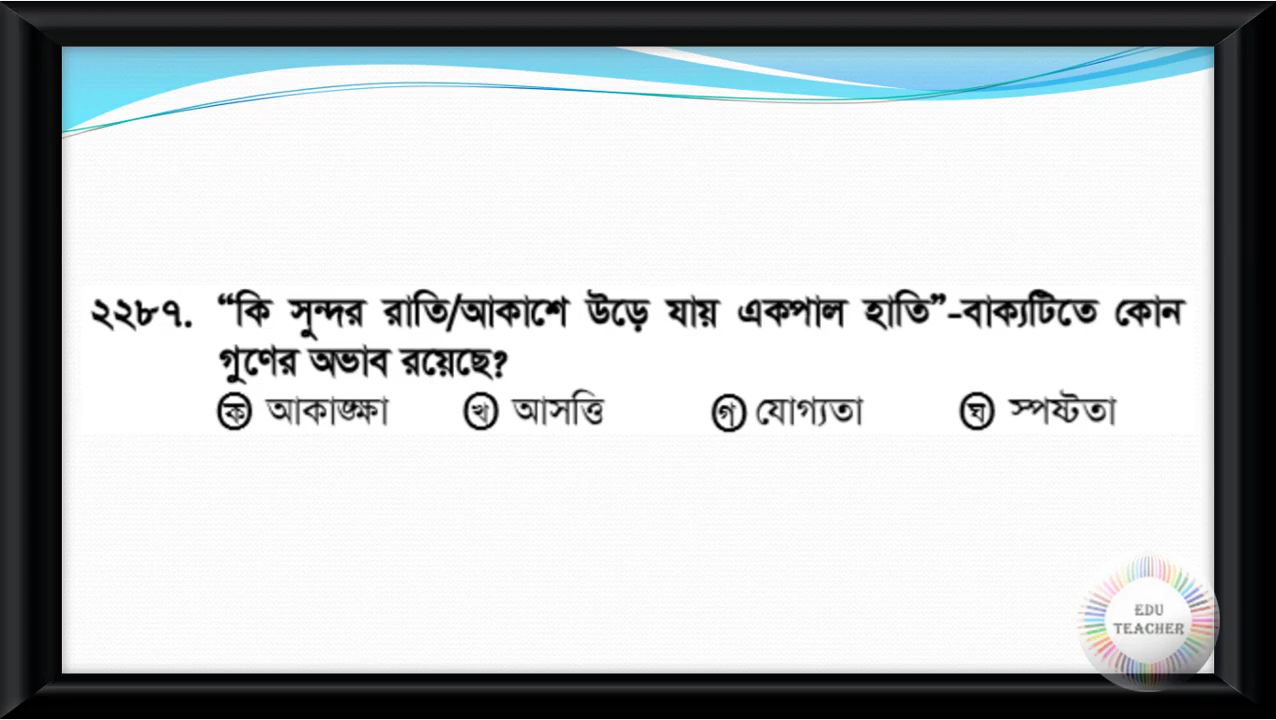 ২২৮৭. “কি সুন্দর রাতি/আকাশে উড়ে যায় একপাল হাতি”-বাক্যটিতে কোন
গুণের অভাব রয়েছে?
ক আকাঙ্ক্ষা খ আসত্তি গ যোগ্যতা ঘ স্পষ্টতা
EDU
TEACHER